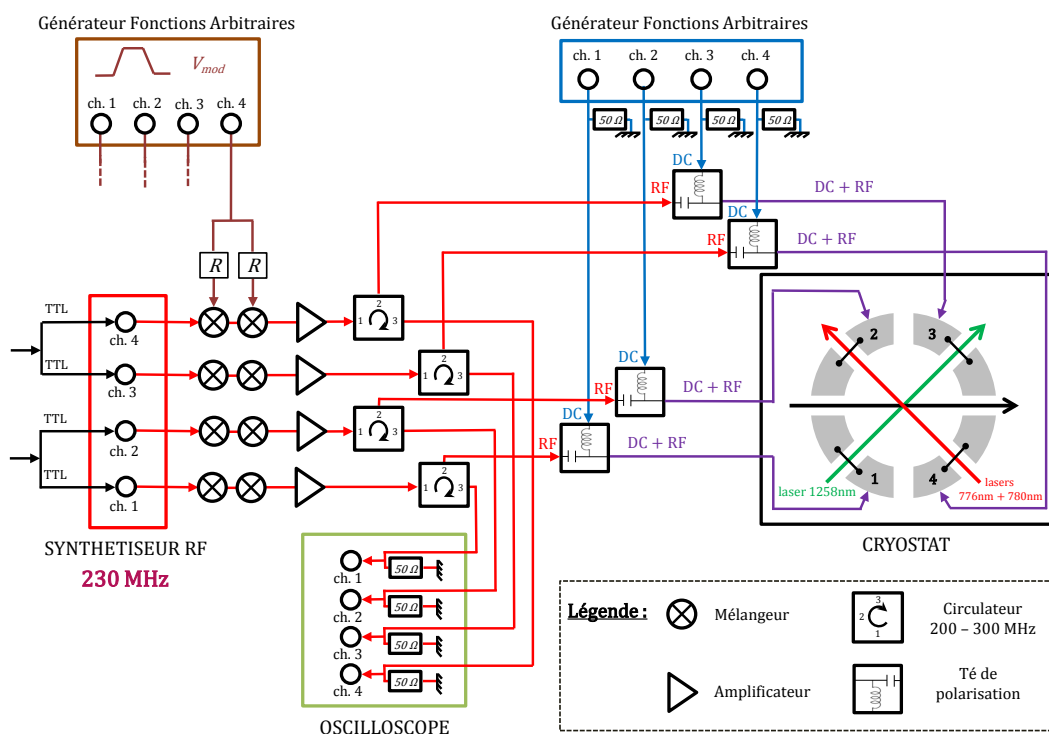 Générateur Fonctions Arbitraires
V_mod
ch. 1 ch. 2 ch. 3 ch. 4
R R
Générateur Fonctions Arbitraires
ch. 1 ch. 2 ch. 3 ch. 4
50 Ω 50 Ω 50 Ω 50 Ω
DC DC
RF DC + RF
RF DC + RF
DC DC
RF DC + RF
RF DC + RF
TTL ch. 4
TTL ch. 3
TTL ch. 2
TTL ch. 1
1 2 3
1 2 3
1 2 3
1 2 3
SYNTHETISEUR RF
230 MHz
2 3
1 4
laser 1258nm
lasers
776nm + 780nm
CRYOSTAT
ch. 1 50 Ω
ch. 2 50 Ω
ch. 3 50 Ω
ch. 4 50 Ω
OSCILLOSCOPE
Légende :
Mélangeur
3
2
1
Circulateur
200 – 300 MHz
Amplificateur
Té de
polarisation